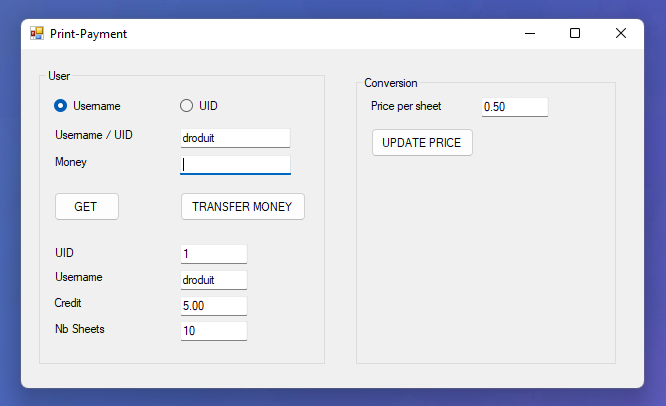 Print-Payment
User
Username UID
Username / UID droduit
Money
GET TRANSFER MONEY
UID 1
Username droduit
Credit 5.00
Nb Sheets 10
Conversion
Price per sheet 0.50
UPDATE PRICE